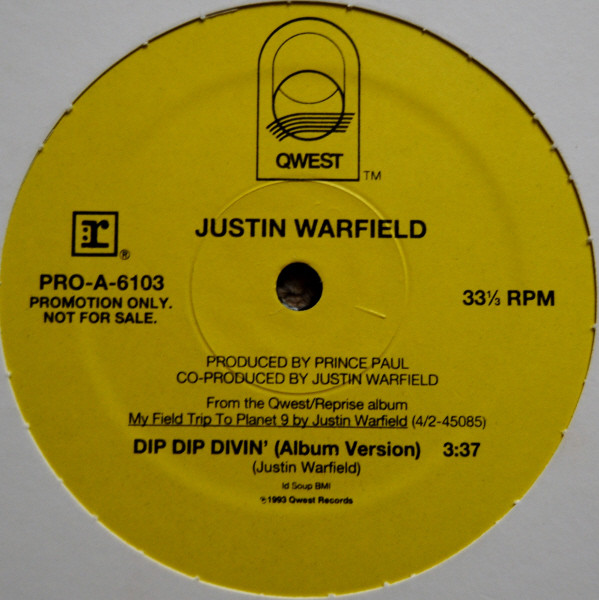 QWEST
TM
JUSTIN WARFIELD
r
®
PRO-A-6103
PROMOTION ONLY.
NOT FOR SALE.
33⅓ RPM
PRODUCED BY PRINCE PAUL
CO-PRODUCED BY JUSTIN WARFIELD
From the Qwest/Reprise album
My Field Trip To Planet 9 by Justin Warfield (4/2-45085)
DIP DIP DIVIN' (Album Version) 3:37
(Justin Warfield)
Id Soup BMI
℗1993 Qwest Records